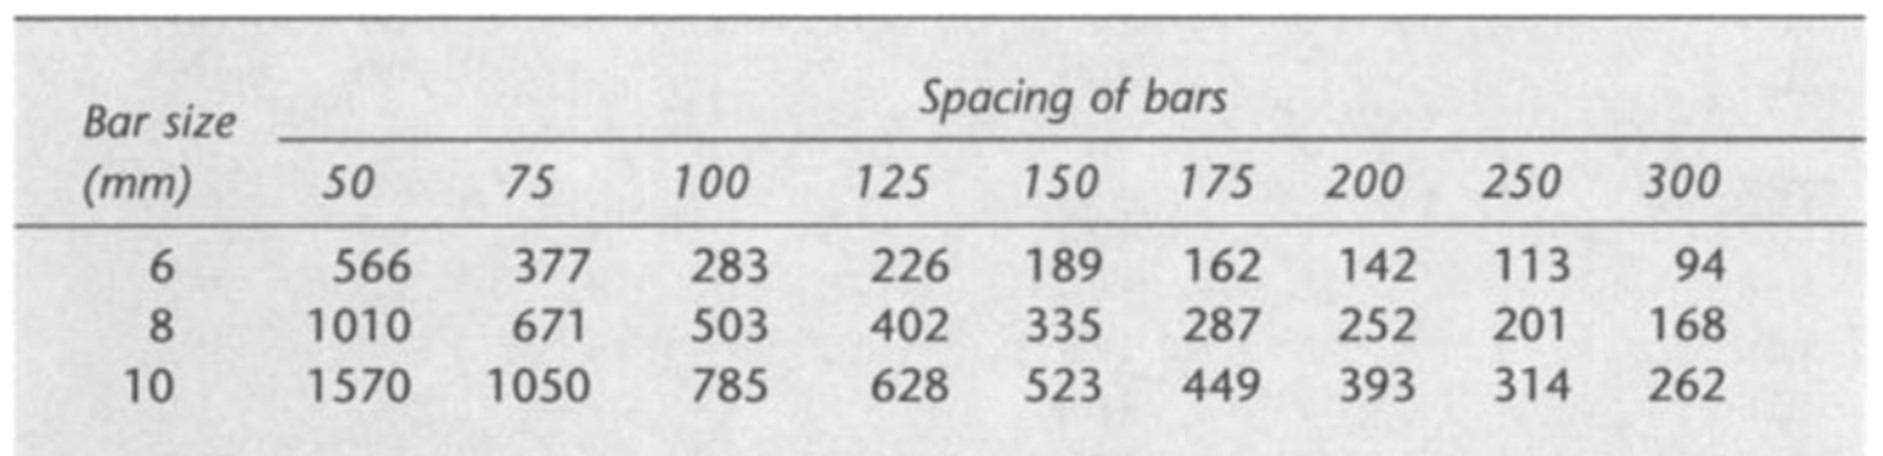 Spacing of bars
Bar size
(mm) 50 75 100 125 150 175 200 250 300
6 566 377 283 226 189 162 142 113 94
8 1010 671 503 402 335 287 252 201 168
10 1570 1050 785 628 523 449 393 314 262